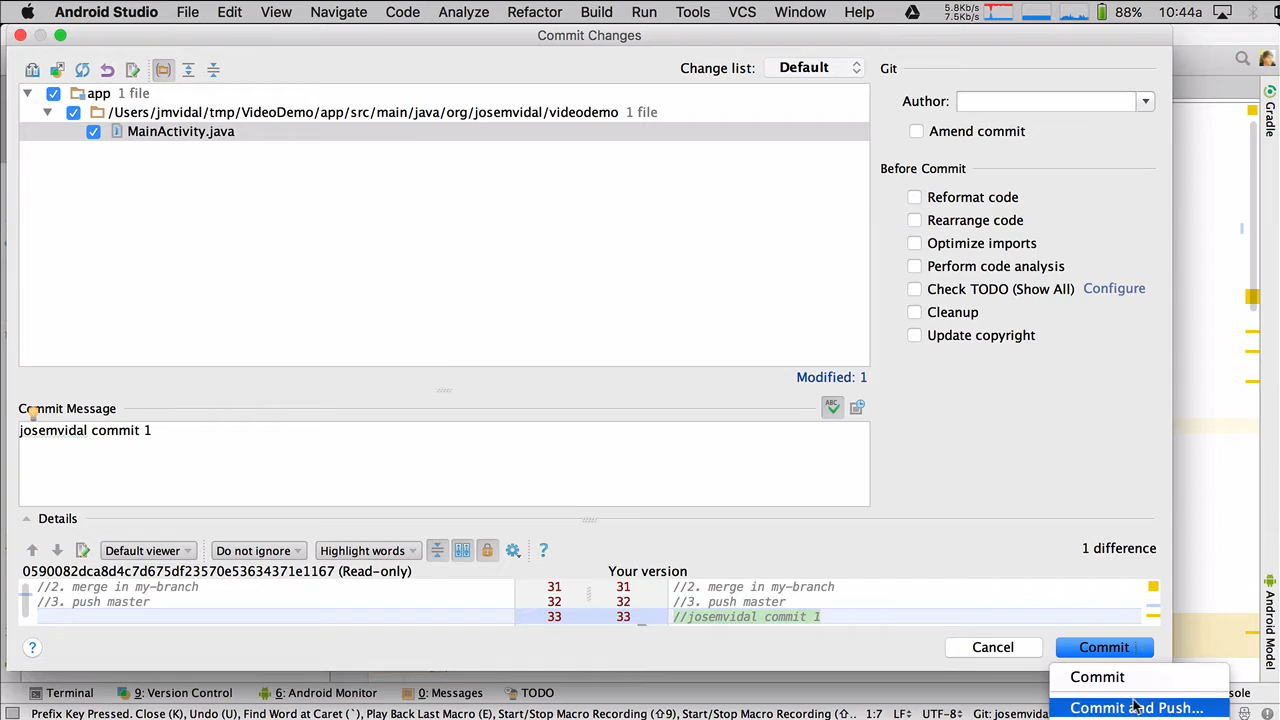 Android Studio File Edit View Navigate Code Analyze Refactor Build Run Tools VCS Window Help 5.8Kb/s 7.5Kb/s 88% 10:44a
Commit Changes
Change list: Default
Git
app 1 file
/Users/jmvidal/tmp/VideoDemo/app/src/main/java/org/josemvidal/videodemo 1 file
MainActivity.java
Author:
Amend commit
Before Commit
Reformat code
Rearrange code
Optimize imports
Perform code analysis
Check TODO (Show All) Configure
Cleanup
Update copyright
Modified: 1
Commit Message
ABC
josemvidal commit 1
Details
Default viewer Do not ignore Highlight words ? 1 difference
0590082dca8d4c7d675df23570e53634371e1167 (Read-only) Your version
//2. merge in my-branch 31 31 //2. merge in my-branch
//3. push master 32 32 //3. push master
33 33 //josemvidal commit 1
? Cancel Commit
Commit
Commit and Push...
Terminal 9: Version Control 6: Android Monitor 0: Messages TODO
Prefix Key Pressed. Close (K), Undo (U), Find at Caret (⌃), Play Back Last Macro (E), Start/Stop Macro Recording (⇧9), Start/Stop Macro Recording (⇧.. 1:7 LF÷ UTF-8÷ Git: josemvida
Gradle
Android Model